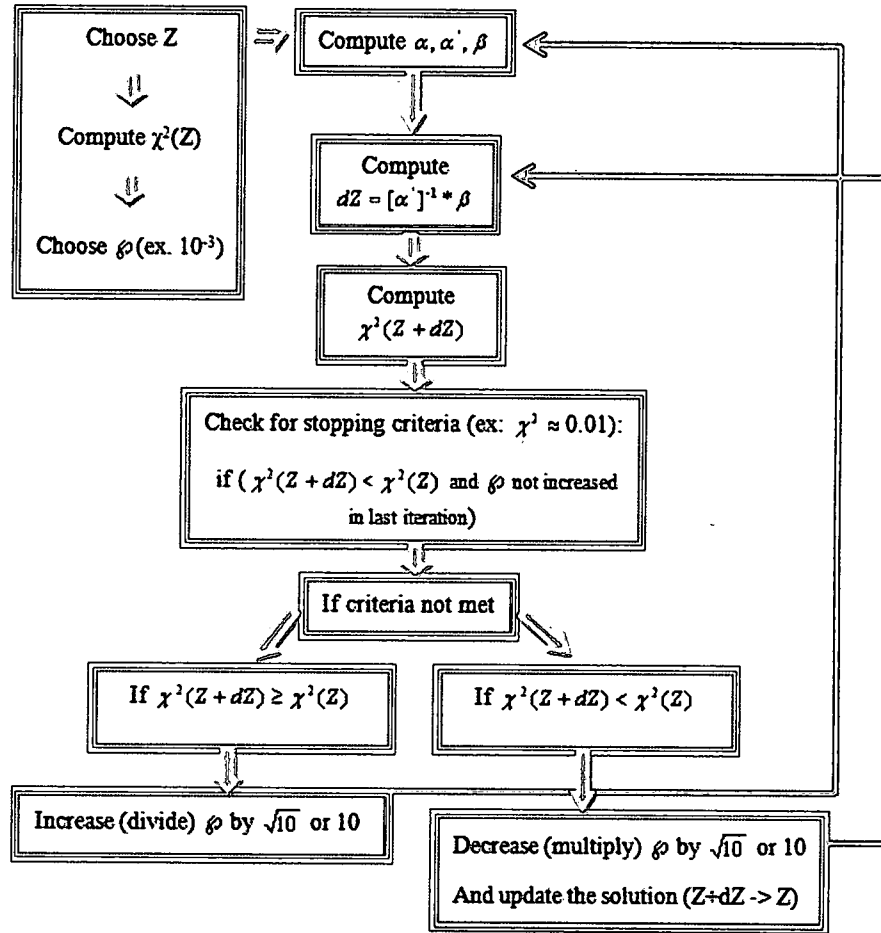 Choose Z
Compute χ²(Z)
Choose ℘(ex. 10⁻³)
Compute α, α', β
Compute
dZ = [α']⁻¹ * β
Compute
χ²(Z + dZ)
Check for stopping criteria (ex: χ² ≈ 0.01):
if ( χ²(Z + dZ) < χ²(Z) and ℘ not increased
in last iteration)
If criteria not met
If χ²(Z + dZ) ≥ χ²(Z)
If χ²(Z + dZ) < χ²(Z)
Increase (divide) ℘ by √10 or 10
Decrease (multiply) ℘ by √10 or 10
And update the solution (Z+dZ -> Z)